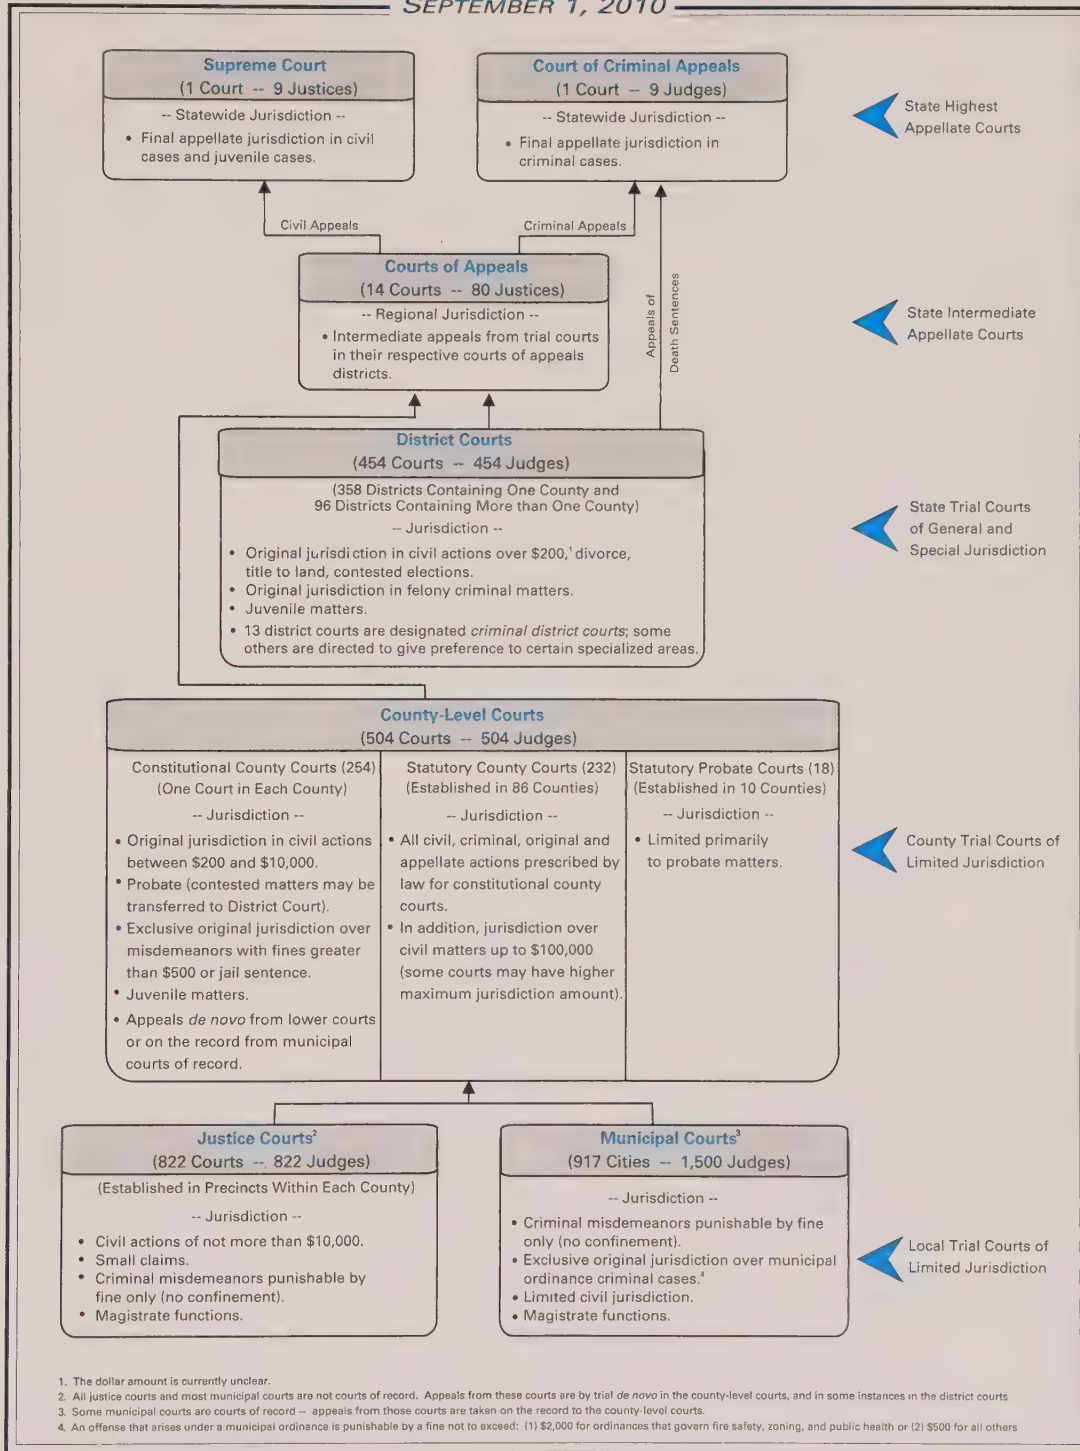 SEPTEMBER 1, 2010
Supreme Court
(1 Court -- 9 Justices)
-- Statewide Jurisdiction --
• Final appellate jurisdiction in civil
cases and juvenile cases.
Court of Criminal Appeals
(1 Court -- 9 Judges)
-- Statewide Jurisdiction --
• Final appellate jurisdiction in
criminal cases.
State Highest
Appellate Courts
Civil Appeals
Criminal Appeals
Appeals of
Death Sentences
Courts of Appeals
(14 Courts -- 80 Justices)
-- Regional Jurisdiction --
• Intermediate appeals from trial courts
in their respective courts of appeals
districts.
State Intermediate
Appellate Courts
District Courts
(454 Courts -- 454 Judges)
(358 Districts Containing One County and
96 Districts Containing More than One County)
-- Jurisdiction --
• Original jurisdiction in civil actions over $200,¹ divorce,
title to land, contested elections.
• Original jurisdiction in felony criminal matters.
• Juvenile matters.
• 13 district courts are designated criminal district courts; some
others are directed to give preference to certain specialized areas.
State Trial Courts
of General and
Special Jurisdiction
County-Level Courts
(504 Courts -- 504 Judges)
Constitutional County Courts (254)
(One Court in Each County)
-- Jurisdiction --
• Original jurisdiction in civil actions
between $200 and $10,000.
• Probate (contested matters may be
transferred to District Court).
• Exclusive original jurisdiction over
misdemeanors with fines greater
than $500 or jail sentence.
• Juvenile matters.
• Appeals de novo from lower courts
or on the record from municipal
courts of record.
Statutory County Courts (232)
(Established in 86 Counties)
-- Jurisdiction --
• All civil, criminal, original and
appellate actions prescribed by
law for constitutional county
courts.
• In addition, jurisdiction over
civil matters up to $100,000
(some courts may have higher
maximum jurisdiction amount).
Statutory Probate Courts (18)
(Established in 10 Counties)
-- Jurisdiction --
• Limited primarily
to probate matters.
County Trial Courts of
Limited Jurisdiction
Justice Courts²
(822 Courts -- 822 Judges)
(Established in Precincts Within Each County)
-- Jurisdiction --
• Civil actions of not more than $10,000.
• Small claims.
• Criminal misdemeanors punishable by
fine only (no confinement).
• Magistrate functions.
Municipal Courts³
(917 Cities -- 1,500 Judges)
-- Jurisdiction --
• Criminal misdemeanors punishable by fine
only (no confinement).
• Exclusive original jurisdiction over municipal
ordinance criminal cases.⁴
• Limited civil jurisdiction.
• Magistrate functions.
Local Trial Courts of
Limited Jurisdiction
1. The dollar amount is currently unclear.
2. All justice courts and most municipal courts are not courts of record. Appeals from these courts are by trial de novo in the county-level courts, and in some instances in the district courts
3. Some municipal courts are courts of record -- appeals from those courts are taken on the record to the county-level courts.
4. An offense that arises under a municipal ordinance is punishable by a fine not to exceed: (1) $2,000 for ordinances that govern fire safety, zoning, and public health or (2) $500 for all others